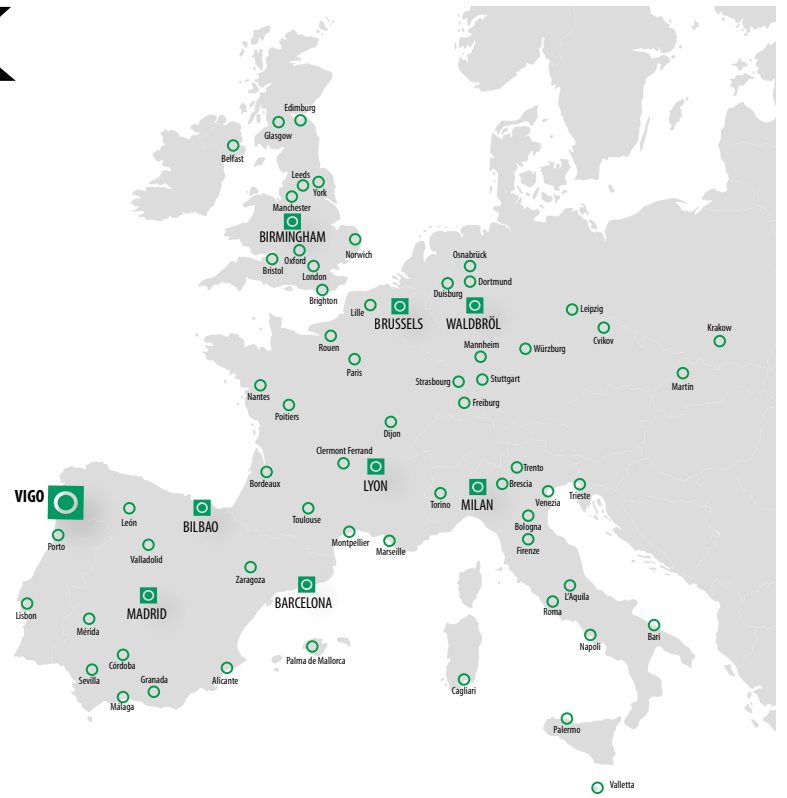 Edimburg
Glasgow
Belfast
Leeds
York
Manchester
BIRMINGHAM
Norwich
Oxford
Bristol
London
Brighton
Osnabrück
Dortmund
Duisburg
Lille
BRUSSELS
WALDBRÖL
Leipzig
Cvikov
Krakow
Rouen
Mannheim
Würzburg
Paris
Strasbourg
Stuttgart
Martin
Nantes
Freiburg
Poitiers
Dijon
Clermont Ferrand
Trento
Bordeaux
LYON
Brescia
VIGO
Torino
MILAN
Venezia
Trieste
León
BILBAO
Toulouse
Bologna
Porto
Montpellier
Marseille
Firenze
Valladolid
Zaragoza
L'Aquila
BARCELONA
MADRID
Lisbon
Roma
Mérida
Bari
Napoli
Palma de Mallorca
Córdoba
Sevilla
Granada
Alicante
Cagliari
Málaga
Palermo
Valletta